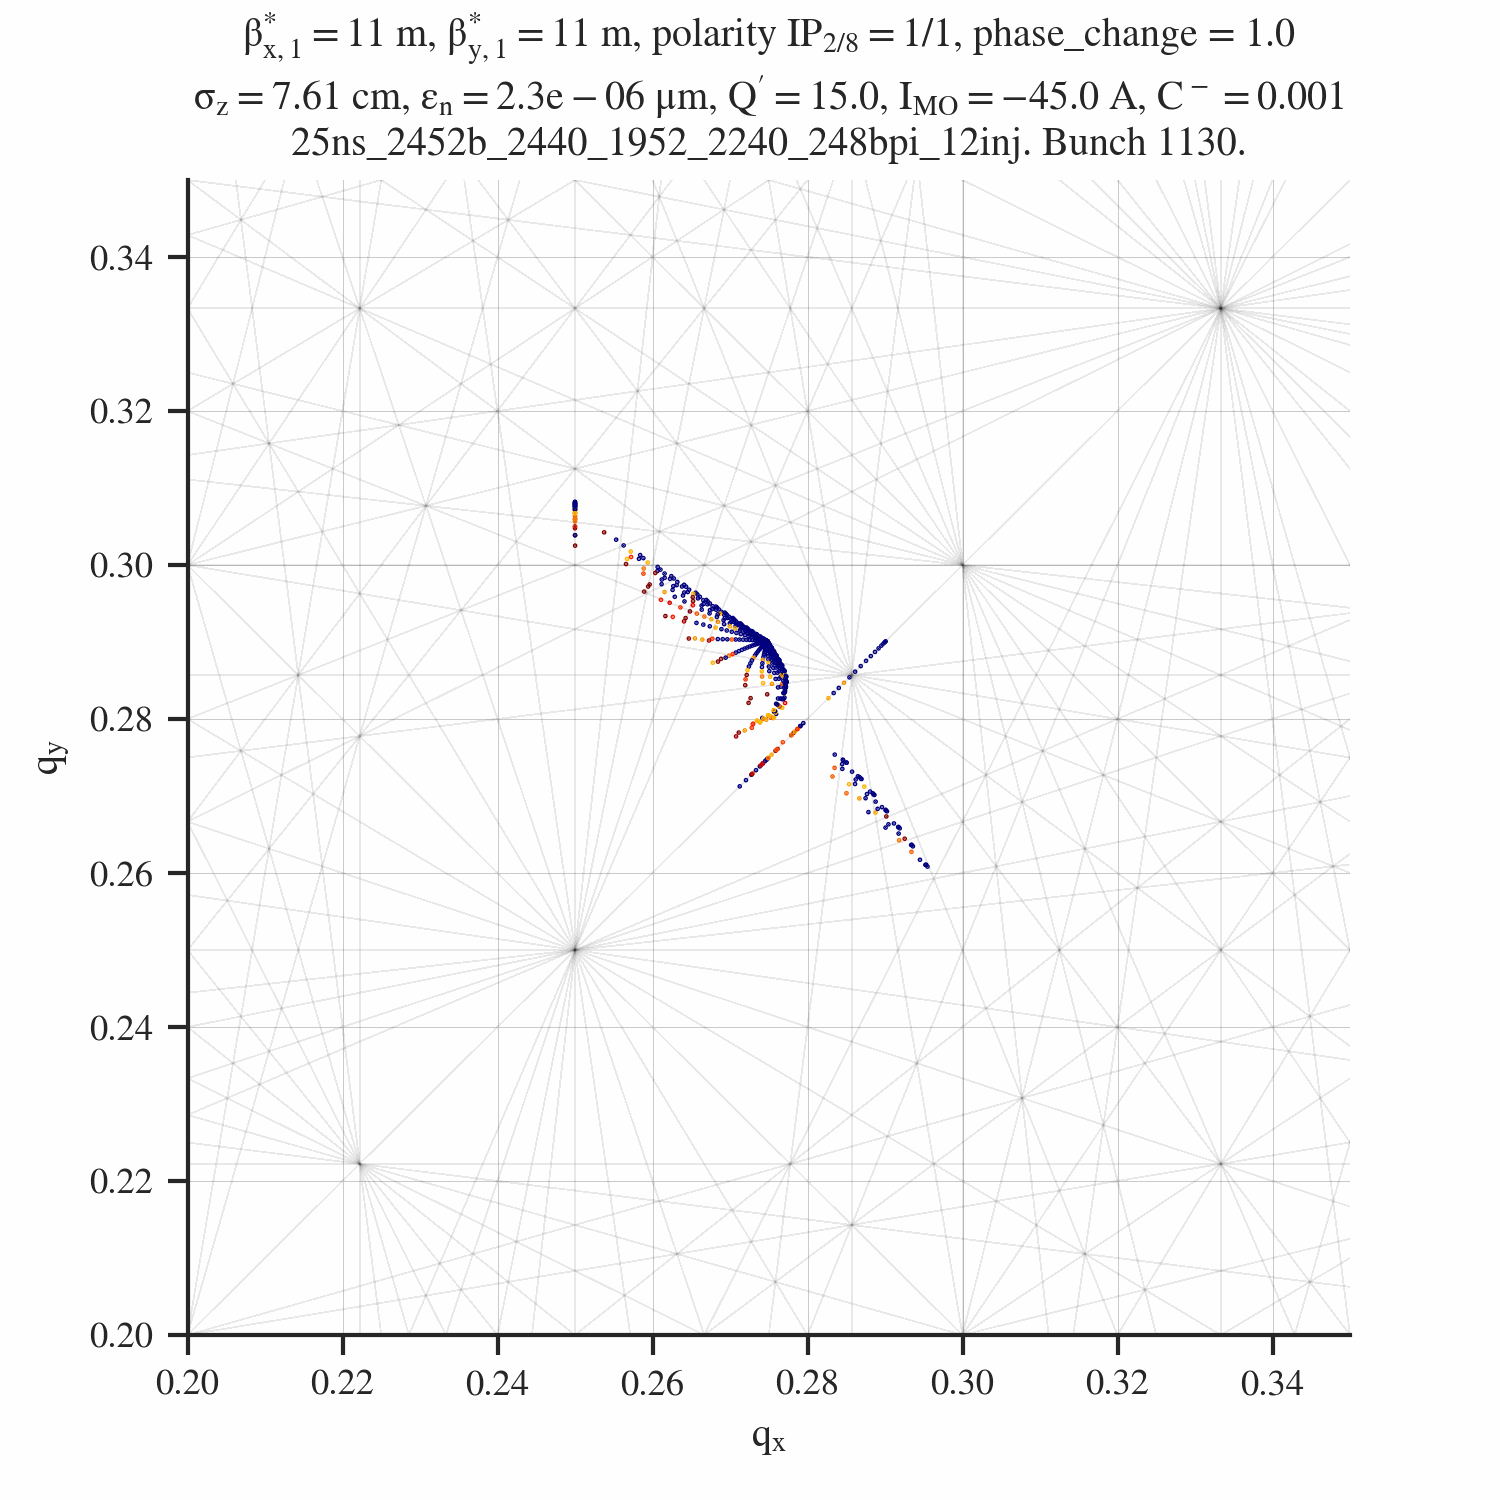 β*x, 1 = 11 m, β*y, 1 = 11 m, polarity IP2/8 = 1/1, phase_change = 1.0
σz = 7.61 cm, εn = 2.3e − 06 μm, Q′ = 15.0, IMO = −45.0 A, C− = 0.001
25ns_2452b_2440_1952_2240_248bpi_12inj. Bunch 1130.
0.34
0.32
0.30
0.28
0.26
0.24
0.22
0.20
qy
0.20 0.22 0.24 0.26 0.28 0.30 0.32 0.34
qx